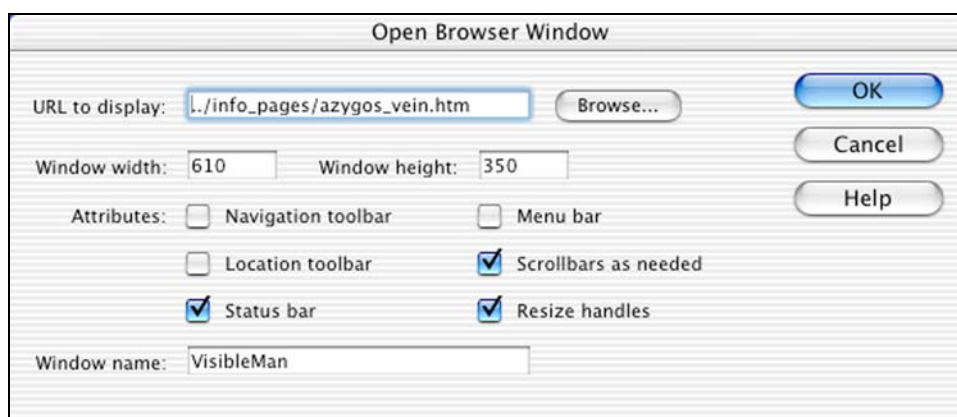 Open Browser Window
URL to display: ../info_pages/azygos_vein.htm Browse... OK
Cancel
Window width: 610 Window height: 350
Help
Attributes: Navigation toolbar Menu bar
Location toolbar Scrollbars as needed
Status bar Resize handles
Window name: VisibleMan